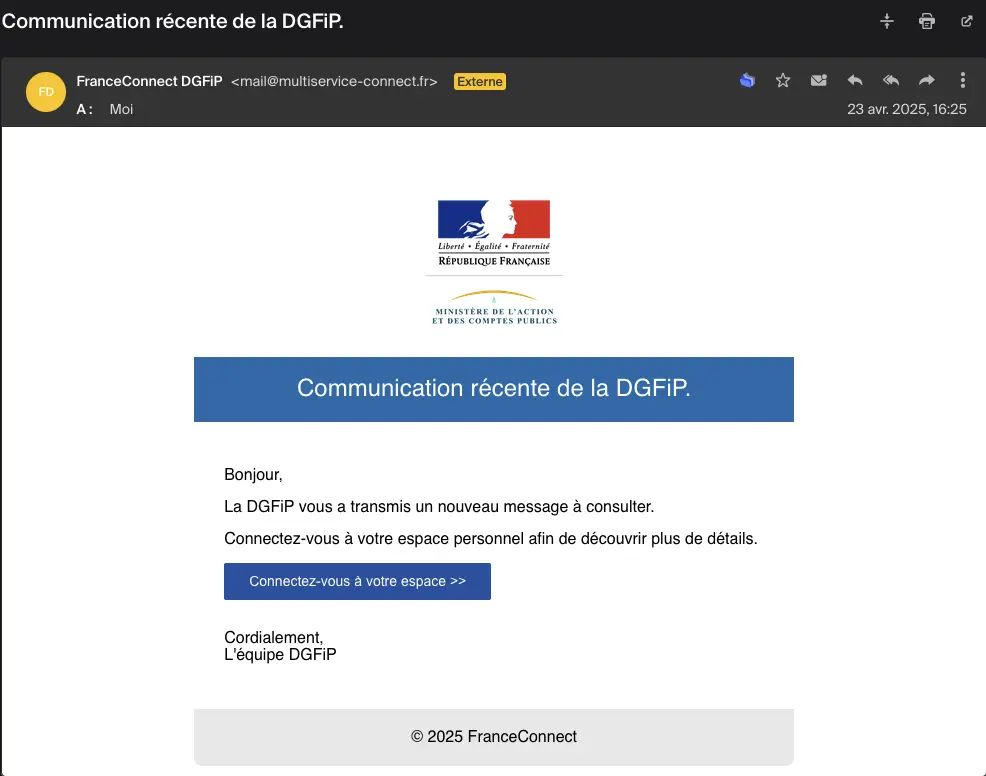 Communication récente de la DGFiP.
FD
FranceConnect DGFiP <mail@multiservice-connect.fr> Externe
A : Moi
23 avr. 2025, 16:25
Liberté • Égalité • Fraternité
RÉPUBLIQUE FRANÇAISE
MINISTÈRE DE L'ACTION
ET DES COMPTES PUBLICS
Communication récente de la DGFiP.
Bonjour,
La DGFiP vous a transmis un nouveau message à consulter.
Connectez-vous à votre espace personnel afin de découvrir plus de détails.
Connectez-vous à votre espace >>
Cordialement,
L'équipe DGFiP
© 2025 FranceConnect